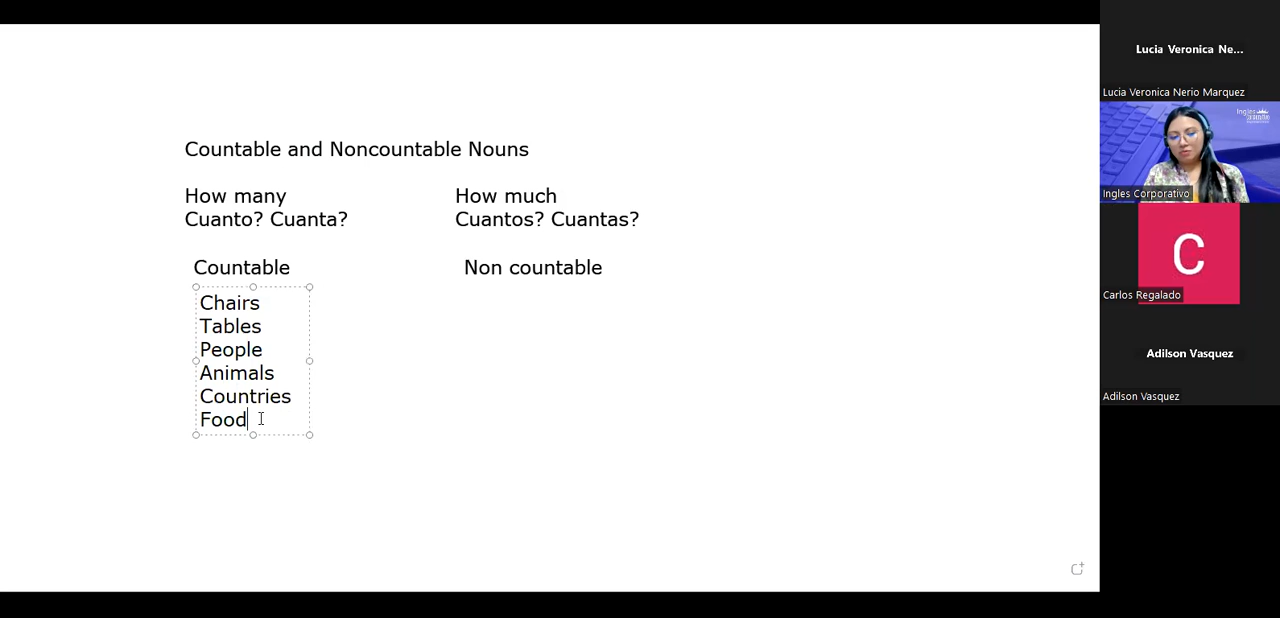 Countable and Noncountable Nouns
How many
Cuanto? Cuanta?
How much
Cuantos? Cuantas?
Countable
Non countable
Chairs
Tables
People
Animals
Countries
Food
Lucia Veronica Ne...
Lucia Veronica Nerio Marquez
Ingles
Ingles Corporativo
C
Carlos Regalado
Adilson Vasquez
Adilson Vasquez